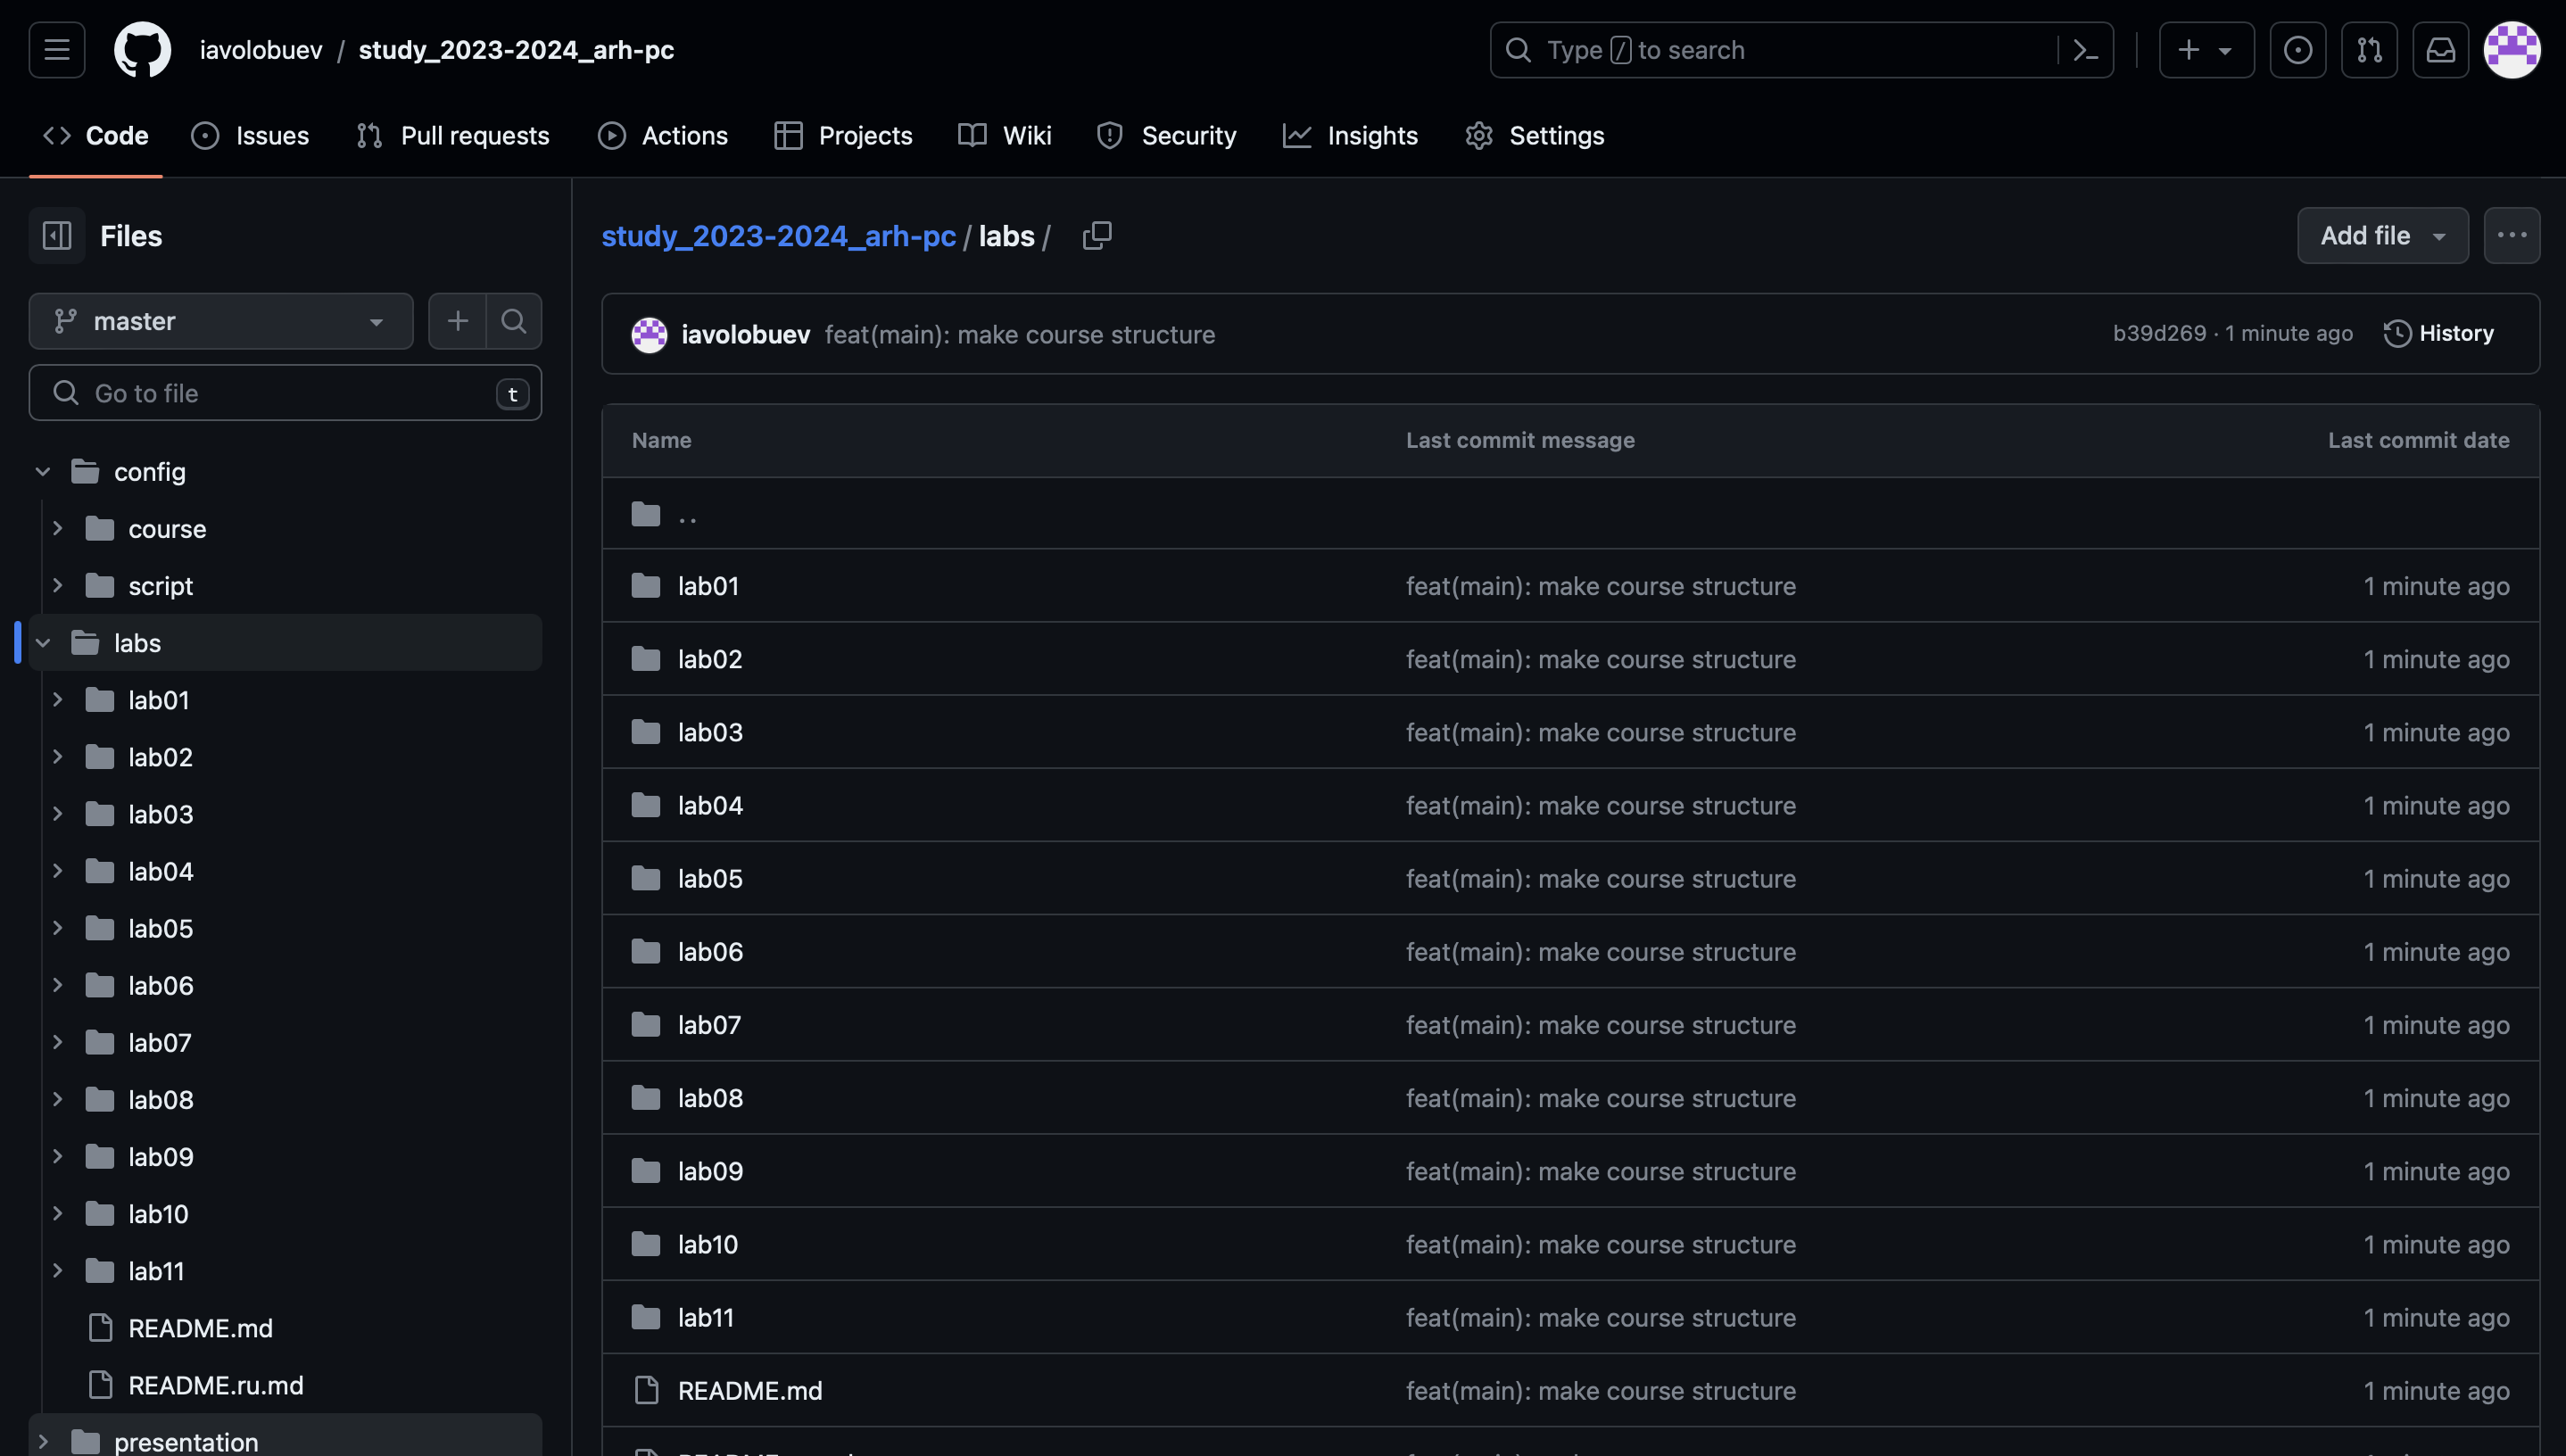 iavolobuev / study_2023-2024_arh-pc
Type / to search
Code Issues Pull requests Actions Projects Wiki Security Insights Settings
Files
master
Go to file t
config
course
script
labs
lab01
lab02
lab03
lab04
lab05
lab06
lab07
lab08
lab09
lab10
lab11
README.md
README.ru.md
presentation
study_2023-2024_arh-pc / labs /
Add file
iavolobuev feat(main): make course structure b39d269 · 1 minute ago History
Name Last commit message Last commit date
..
lab01 feat(main): make course structure 1 minute ago
lab02 feat(main): make course structure 1 minute ago
lab03 feat(main): make course structure 1 minute ago
lab04 feat(main): make course structure 1 minute ago
lab05 feat(main): make course structure 1 minute ago
lab06 feat(main): make course structure 1 minute ago
lab07 feat(main): make course structure 1 minute ago
lab08 feat(main): make course structure 1 minute ago
lab09 feat(main): make course structure 1 minute ago
lab10 feat(main): make course structure 1 minute ago
lab11 feat(main): make course structure 1 minute ago
README.md feat(main): make course structure 1 minute ago